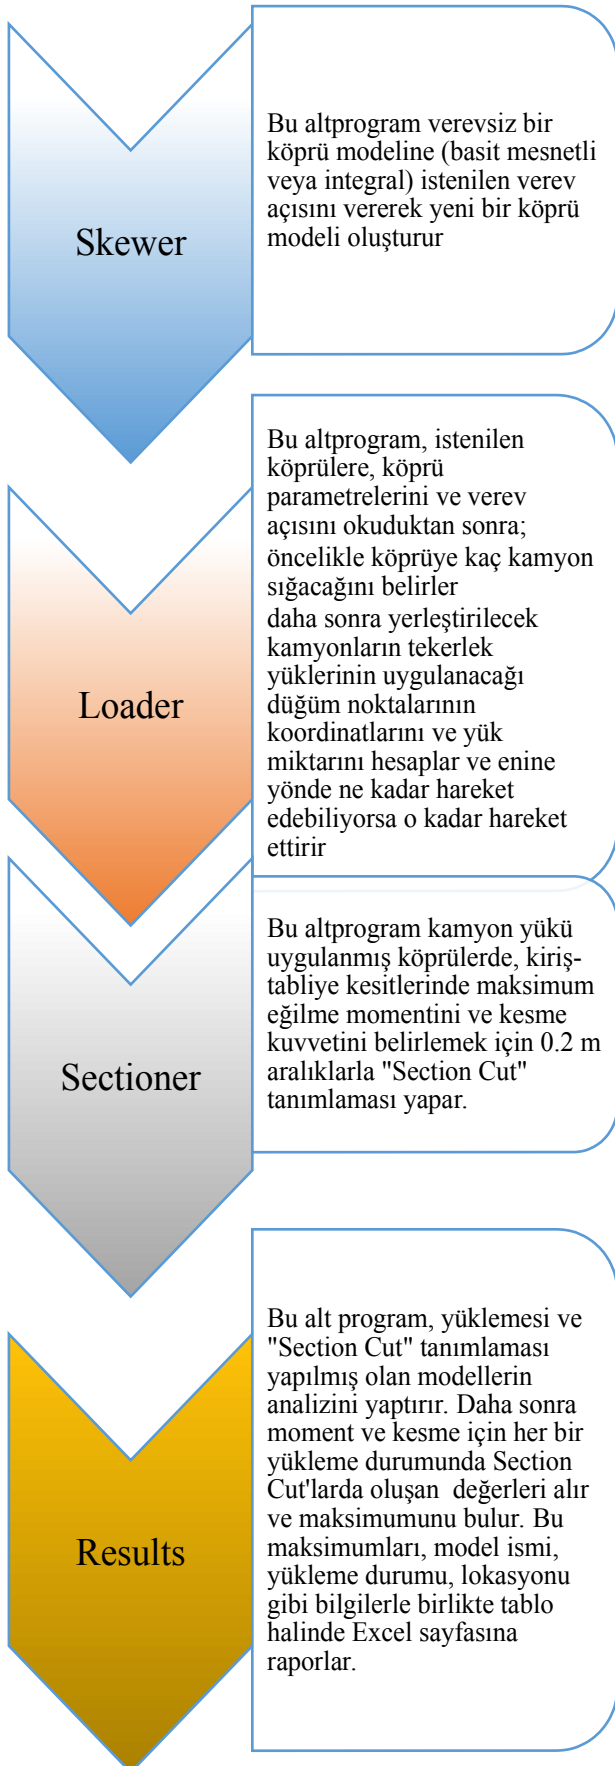 Skewer
Bu altprogram verevsiz bir
köprü modeline (basit mesnetli
veya integral) istenilen verev
açısını vererek yeni bir köprü
modeli oluşturur
Loader
Bu altprogram, istenilen
köprülere, köprü
parametrelerini ve verev
açısını okuduktan sonra;
öncelikle köprüye kaç kamyon
sığacağını belirler
daha sonra yerleştirilecek
kamyonların tekerlek
yüklerinin uygulanacağı
düğüm noktalarının
koordinatlarını ve yük
miktarını hesaplar ve enine
yönde ne kadar hareket
edebiliyorsa o kadar hareket
ettirir
Sectioner
Bu altprogram kamyon yükü
uygulanmış köprülerde, kiriş-
tabliye kesitlerinde maksimum
eğilme momentini ve kesme
kuvvetini belirlemek için 0.2 m
aralıklarla "Section Cut"
tanımlaması yapar.
Results
Bu alt program, yüklemesi ve
"Section Cut" tanımlaması
yapılmış olan modellerin
analizini yaptırır. Daha sonra
moment ve kesme için her bir
yükleme durumunda Section
Cut'larda oluşan  değerleri alır
ve maksimumunu bulur. Bu
maksimumları, model ismi,
yükleme durumu, lokasyonu
gibi bilgilerle birlikte tablo
halinde Excel sayfasına
raporlar.